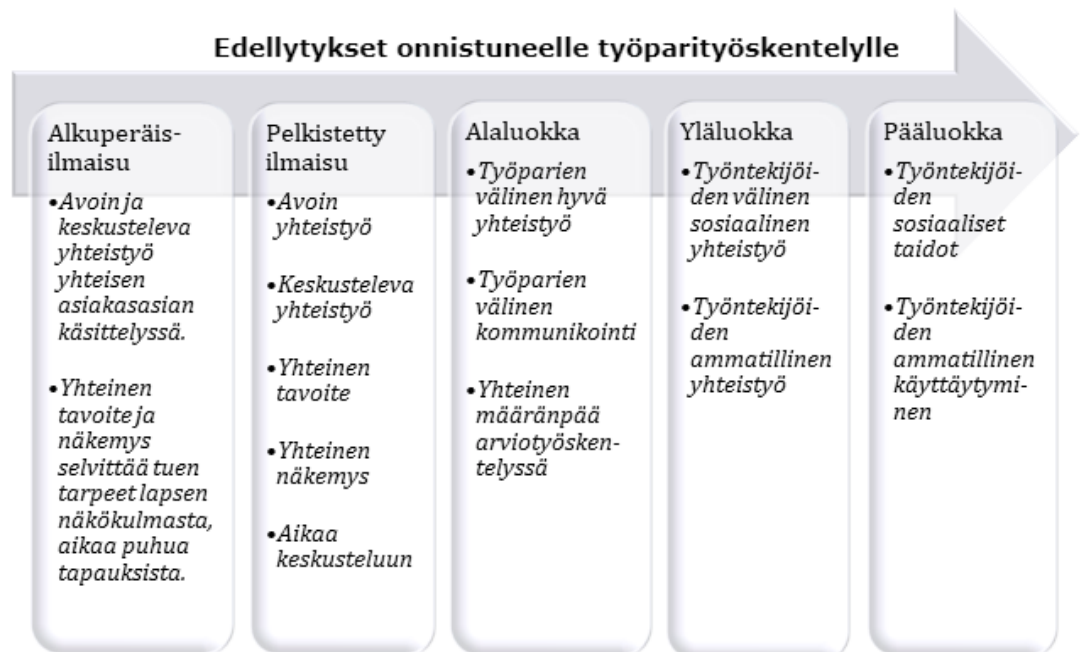 Edellytykset onnistuneelle työparityöskentelylle
Alkuperäis-
ilmaisu
•Avoin ja
keskusteleva
yhteistyö
yhteisen
asiakasasian
käsittelyssä.
•Yhteinen
tavoite ja
näkemys
selvittää tuen
tarpeet lapsen
näkökulmasta,
aikaa puhua
tapauksista.
Pelkistetty
ilmaisu
•Avoin
yhteistyö
•Keskusteleva
yhteistyö
•Yhteinen
tavoite
•Yhteinen
näkemys
•Aikaa
keskusteluun
Alaluokka
•Työparien
välinen hyvä
yhteistyö
•Työparien
välinen
kommunikointi
•Yhteinen
määränpää
arviotyösken-
telyssä
Yläluokka
•Työntekijöi-
den välinen
sosiaalinen
yhteistyö
•Työntekijöi-
den
ammatillinen
yhteistyö
Pääluokka
•Työntekijöi-
den
sosiaaliset
taidot
•Työntekijöi-
den
ammatillinen
käyttäytymi-
nen